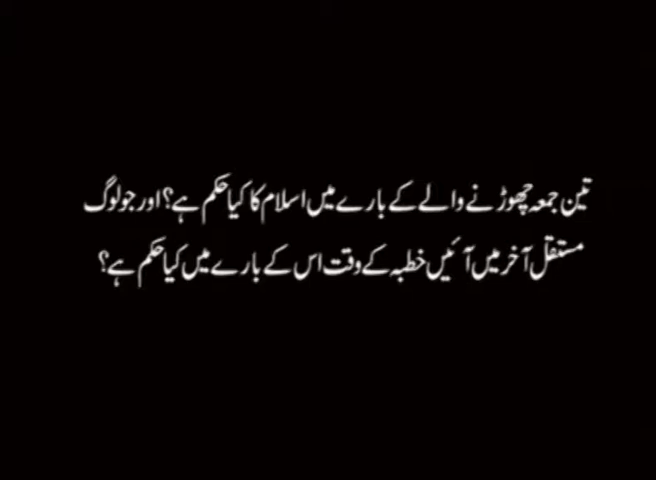 تین جمعہ چھوڑنے والے کے بارے میں اسلام کا کیا حکم ہے؟ اور جو لوگ
مستقل آخر میں آئیں خطبہ کے وقت اس کے بارے میں کیا حکم ہے؟